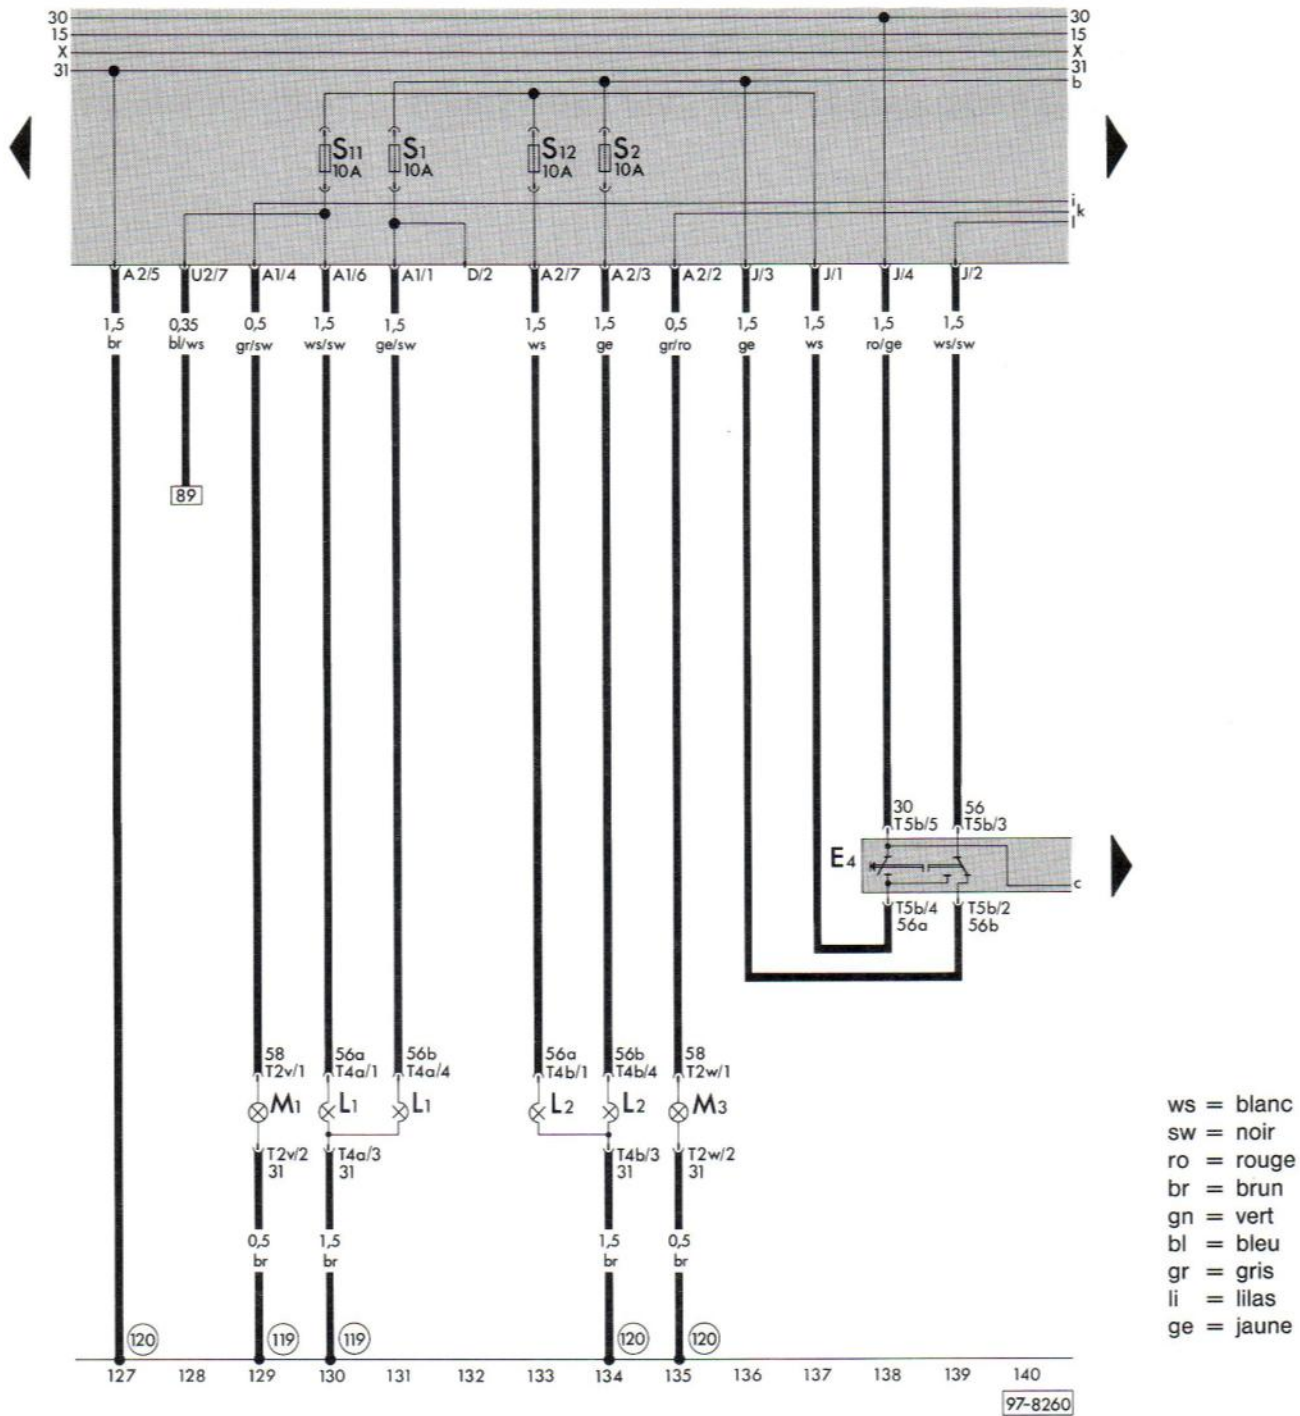 30 30
15 15
X X
31 31
b
S11 S1 S12 S2
10A 10A 10A 10A
i
k
l
A2/5 U2/7 A1/4 A1/6 A1/1 D/2 A2/7 A2/3 A2/2 J/3 J/1 J/4 J/2
1,5 0,35 0,5 1,5 1,5 1,5 1,5 0,5 1,5 1,5 1,5 1,5
br bl/ws gr/sw ws/sw ge/sw ws ge gr/ro ge ws ro/ge ws/sw
89
30 56
T5b/5 T5b/3
E4
c
T5b/4 T5b/2
56a 56b
58 56a 56b 56a 56b 58
T2v/1 T4a/1 T4a/4 T4b/1 T4b/4 T2w/1
M1 L1 L1 L2 L2 M3
T2v/2 T4a/3 T4b/3 T2w/2
31 31 31 31
0,5 1,5 1,5 0,5
br br br br
120 119 119 120 120
127 128 129 130 131 132 133 134 135 136 137 138 139 140
97-8260
ws = blanc
sw = noir
ro = rouge
br = brun
gn = vert
bl = bleu
gr = gris
li = lilas
ge = jaune